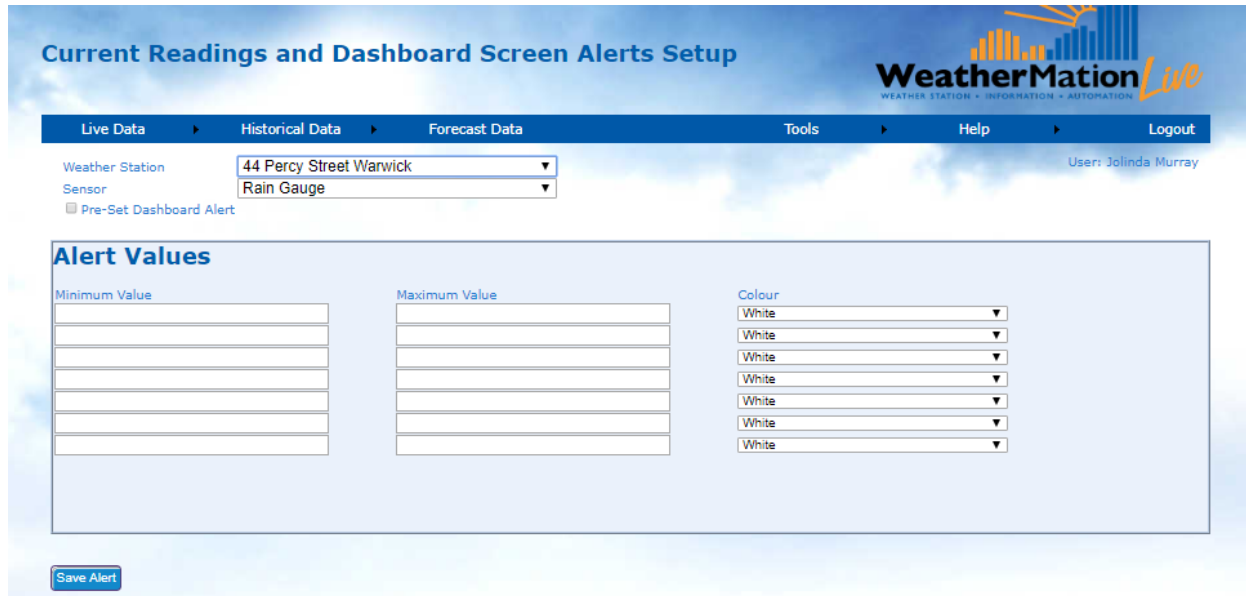 Current Readings and Dashboard Screen Alerts Setup
WeatherMation Live
WEATHER STATION • INFORMATION • AUTOMATION
Live Data Historical Data Forecast Data Tools Help Logout
Weather Station 44 Percy Street Warwick User: Jolinda Murray
Sensor Rain Gauge
Pre-Set Dashboard Alert
Alert Values
Minimum Value Maximum Value Colour
White
White
White
White
White
White
White
Save Alert